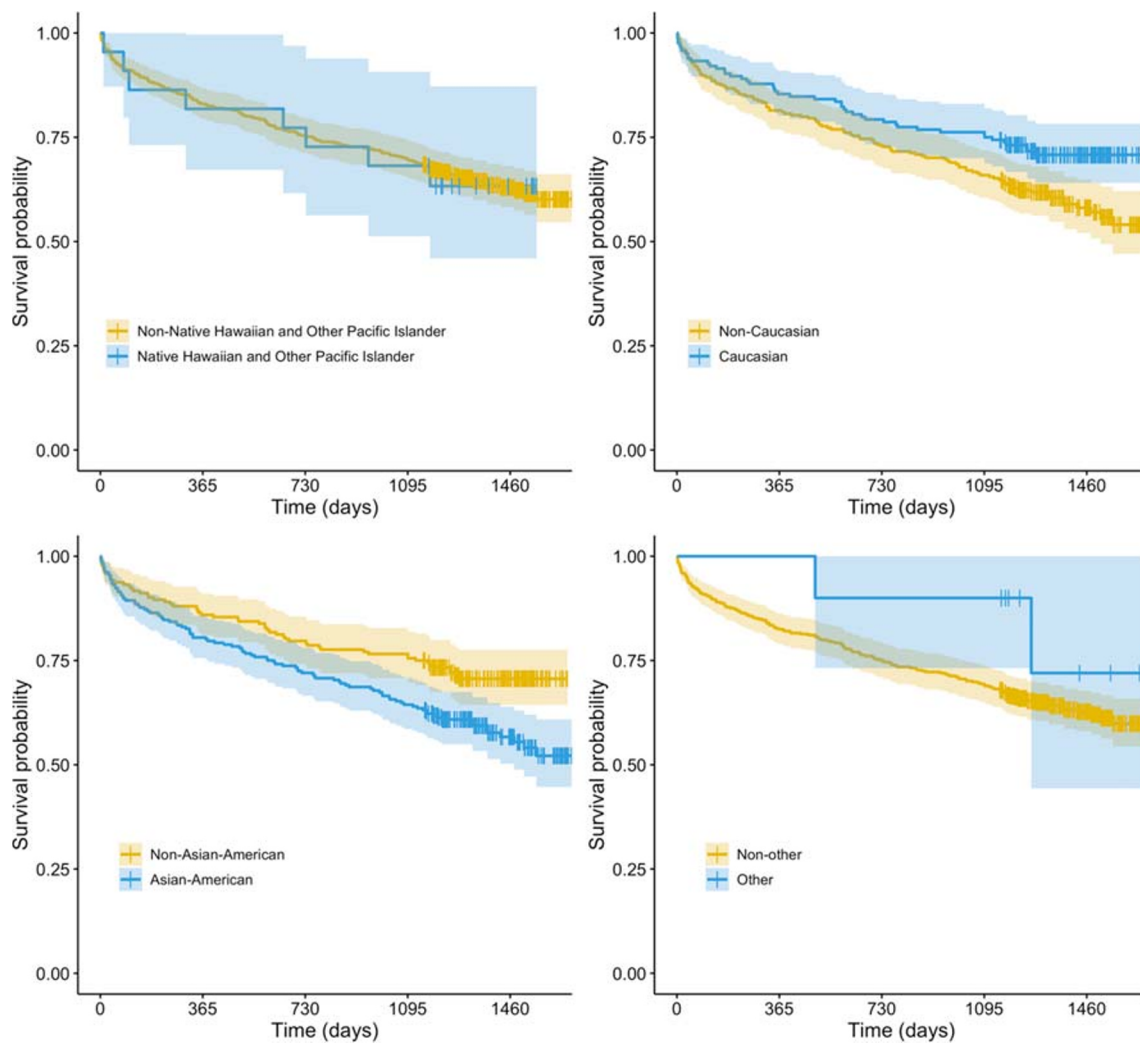 1.00
0.75
0.50
0.25
0.00
Survival probability
Non-Native Hawaiian and Other Pacific Islander
Native Hawaiian and Other Pacific Islander
0 365 730 1095 1460
Time (days)
1.00
0.75
0.50
0.25
0.00
Survival probability
Non-Caucasian
Caucasian
0 365 730 1095 1460
Time (days)
1.00
0.75
0.50
0.25
0.00
Survival probability
Non-Asian-American
Asian-American
0 365 730 1095 1460
Time (days)
1.00
0.75
0.50
0.25
0.00
Survival probability
Non-other
Other
0 365 730 1095 1460
Time (days)